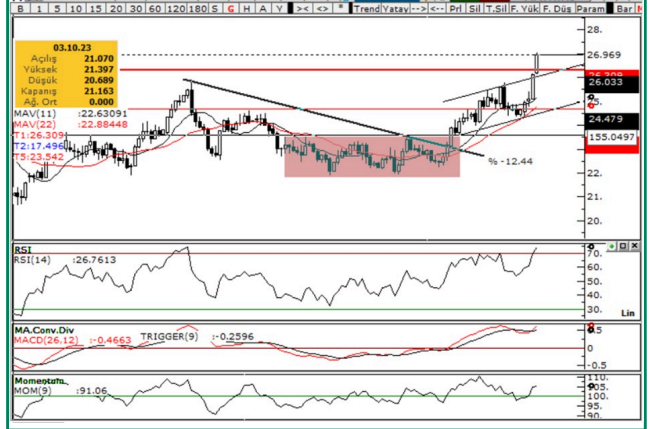 B 1 5 10 15 20 30 60 120 180 S G H A Y >< <> * Trend Yatay --> <-- Prl Sil T.Sil F. Yük F. Düş Param Bar
03.10.23
Açılış 21.070
Yüksek 21.397
Düşük 20.689
Kapanış 21.163
Ağ. Ort 0.000
MAV(11) :22.63091
MAV(22) :22.88448
T1:26.309
T2:17.496
T5:23.542
28.
26.969
26.309
26.033
24.479
155.0497
% -12.44
22.
21.
20.
RSI
RSI(14) :26.7613
70.
60.
50.
40.
30.
Lin
MA.Conv.Div
MACD(26.12) :-0.4663 TRIGGER(9) :-0.2596
0.5
-0.5
Momentum
MOM(9) :91.06
110.
100.
95.
90.